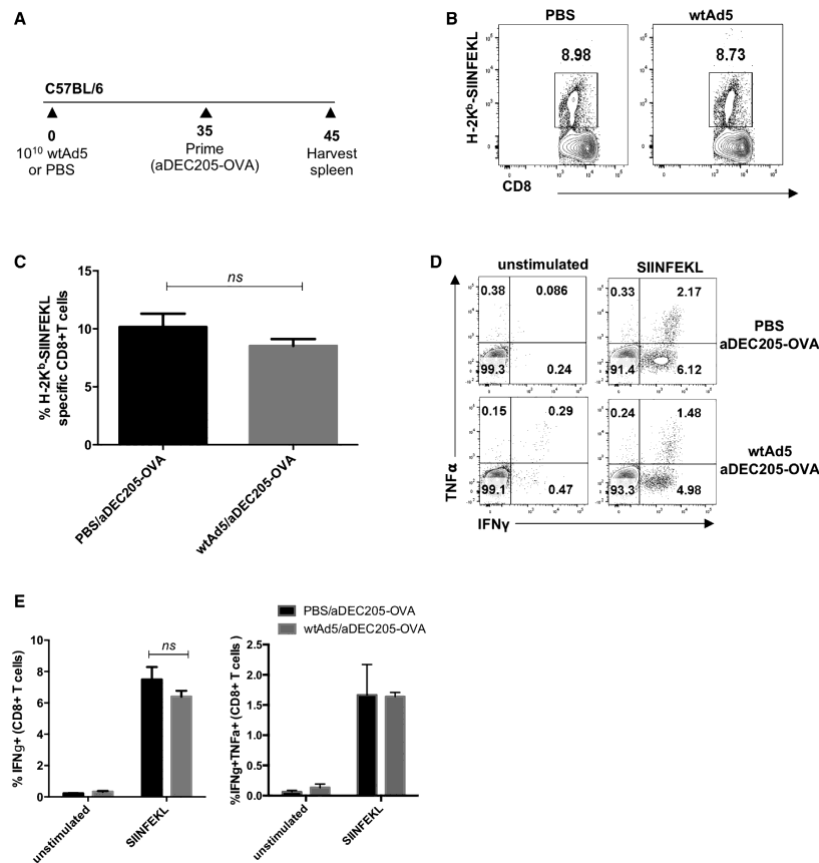 A
C57BL/6
0
35
45
10¹⁰ wtAd5
or PBS
Prime
(aDEC205-OVA)
Harvest
spleen
B
PBS
wtAd5
H-2Kᵇ-SIINFEKL
8.98
8.73
CD8
C
% H-2Kᵇ-SIINFEKL
specific CD8+T cells
15
10
5
0
ns
PBS/aDEC205-OVA
wtAd5/aDEC205-OVA
D
unstimulated
SIINFEKL
0.38
0.086
99.3
0.24
0.33
2.17
91.4
6.12
PBS
aDEC205-OVA
0.15
0.29
99.1
0.47
0.24
1.48
93.3
4.98
wtAd5
aDEC205-OVA
TNFα
IFNγ
E
PBS/aDEC205-OVA
wtAd5/aDEC205-OVA
% IFNg+ (CD8+ T cells)
10
8
6
4
2
0
ns
unstimulated
SIINFEKL
%IFNg+TNFa+ (CD8+ T cells )
2.5
2.0
1.5
1.0
0.5
0.0
unstimulated
SIINFEKL